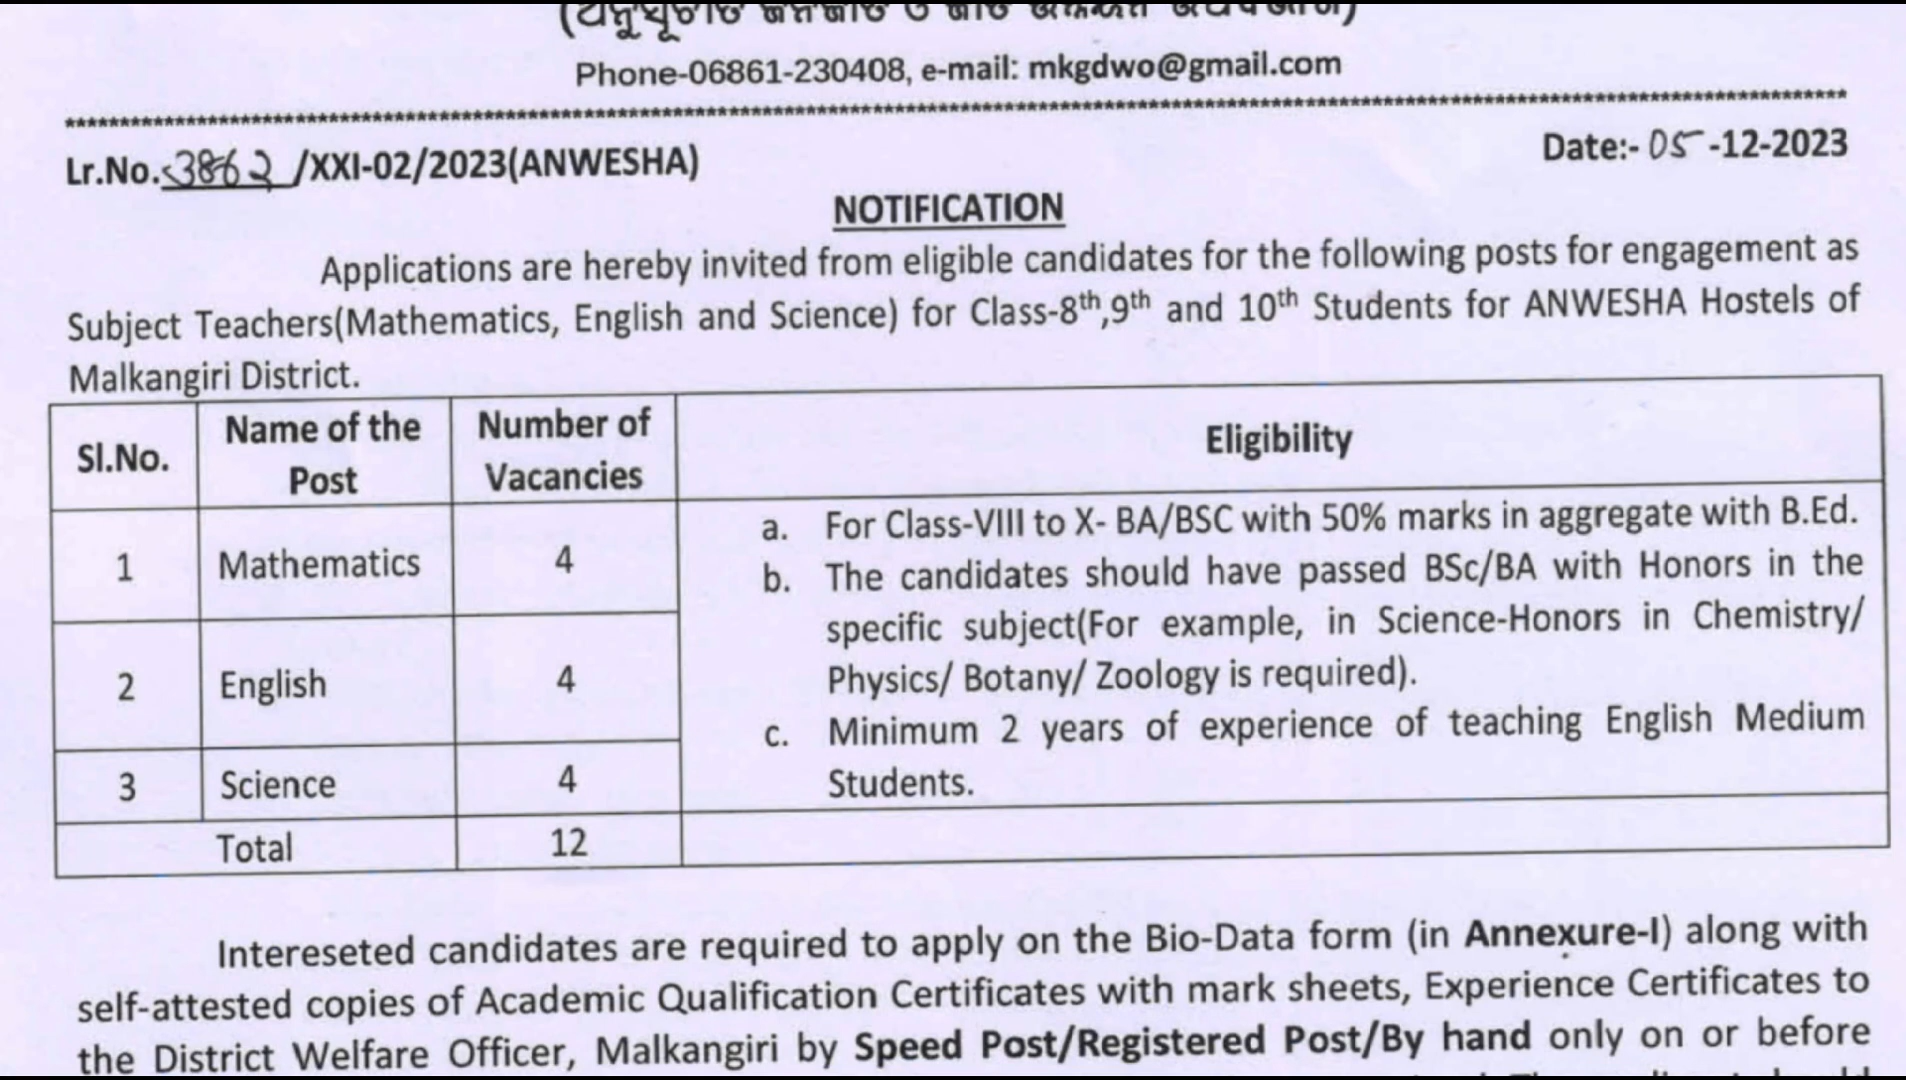 Phone-06861-230408, e-mail: mkgdwo@gmail.com
Lr.No. 3862 /XXI-02/2023(ANWESHA)
Date:- 05 -12-2023
NOTIFICATION
Applications are hereby invited from eligible candidates for the following posts for engagement as
Subject Teachers(Mathematics, English and Science) for Class-8th,9th and 10th Students for ANWESHA Hostels of
Malkangiri District.
Sl.No.
Name of the
Post
Number of
Vacancies
Eligibility
1
Mathematics
4
2
English
4
3
Science
4
a. For Class-VIII to X- BA/BSC with 50% marks in aggregate with B.Ed.
b. The candidates should have passed BSc/BA with Honors in the
specific subject(For example, in Science-Honors in Chemistry/
Physics/ Botany/ Zoology is required).
c. Minimum 2 years of experience of teaching English Medium
Students.
Total
12
Intereseted candidates are required to apply on the Bio-Data form (in Annexure-I) along with
self-attested copies of Academic Qualification Certificates with mark sheets, Experience Certificates to
the District Welfare Officer, Malkangiri by Speed Post/Registered Post/By hand only on or before